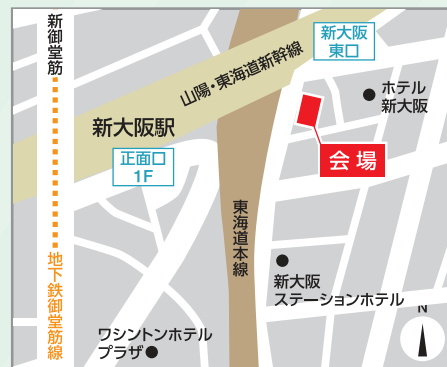 新御堂筋
新大阪
東口
山陽・東海道新幹線
ホテル
新大阪
新大阪駅
正面口
1F
会場
東海道本線
地下鉄御堂筋線
新大阪
ステーションホテル
ワシントンホテル
プラザ
N